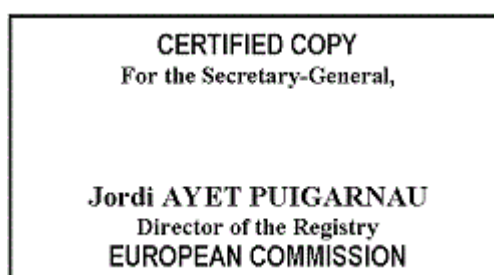 CERTIFIED COPY
For the Secretary-General,
Jordi AYET PUIGARNAU
Director of the Registry
EUROPEAN COMMISSION